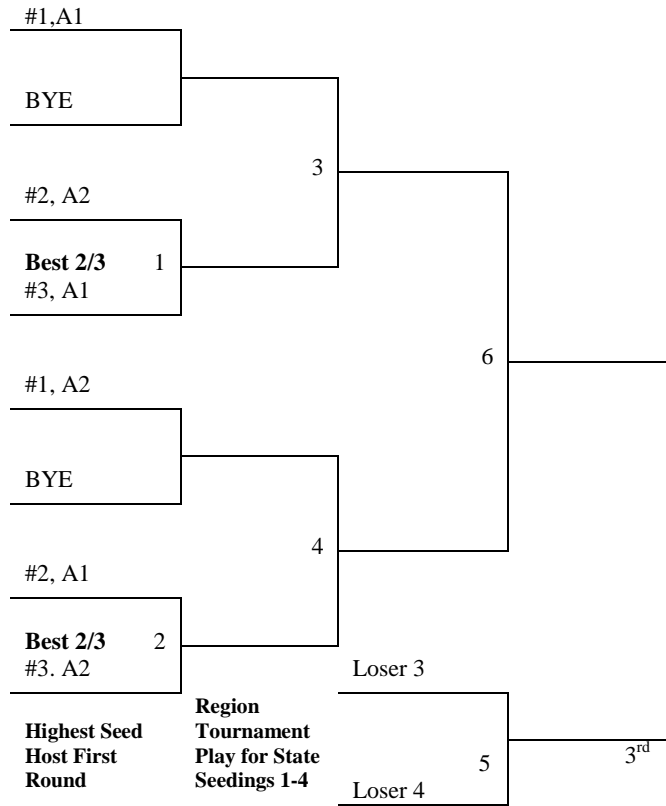 #1,A1
BYE
3
#2, A2
Best 2/3 1
#3, A1
6
#1, A2
BYE
4
#2, A1
Best 2/3 2
#3. A2
Loser 3
Highest Seed
Host First
Round
Region
Tournament
Play for State
Seedings 1-4
5
3rd
Loser 4